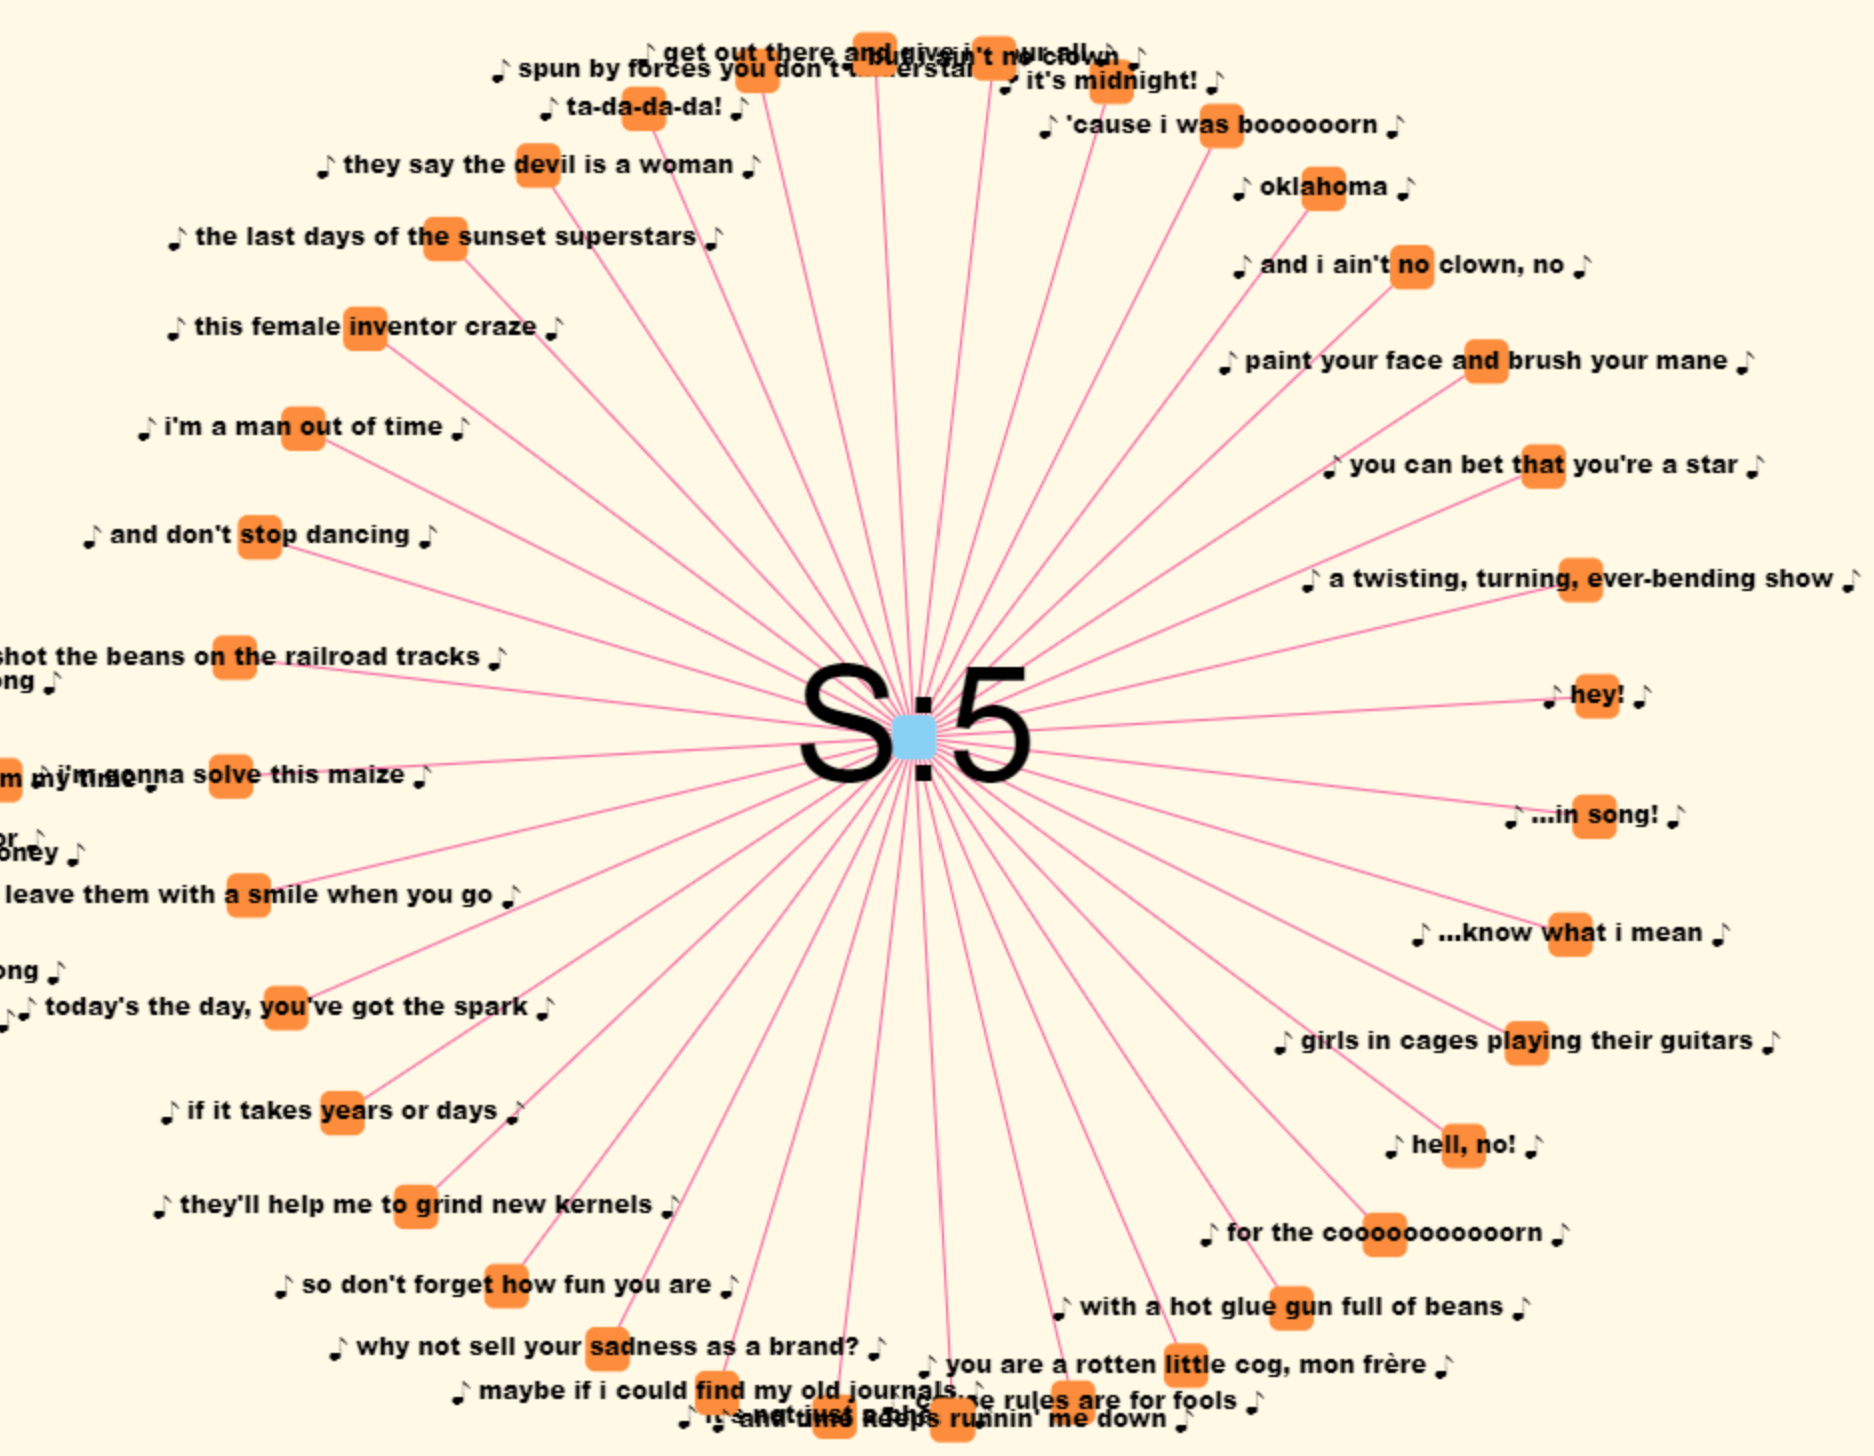 ♪ get out there and give i ur all ♪
♪ but i ain't no clown ♪
♪ spun by forces you don't understan
♪ it's midnight! ♪
♪ ta-da-da-da! ♪
♪ 'cause i was boooooorn ♪
♪ they say the devil is a woman ♪
♪ oklahoma ♪
♪ the last days of the sunset superstars ♪
♪ and i ain't no clown, no ♪
♪ this female inventor craze ♪
♪ paint your face and brush your mane ♪
♪ i'm a man out of time ♪
♪ you can bet that you're a star ♪
♪ and don't stop dancing ♪
♪ a twisting, turning, ever-bending show ♪
shot the beans on the railroad tracks ♪
ong ♪
♪ hey! ♪
S:5
m my time ♪
♪ i'm gonna solve this maize ♪
♪ ...in song! ♪
or ♪
oney ♪
leave them with a smile when you go ♪
♪ ...know what i mean ♪
ong ♪
♪ today's the day, you've got the spark ♪
♪ girls in cages playing their guitars ♪
♪ if it takes years or days ♪
♪ hell, no! ♪
♪ they'll help me to grind new kernels ♪
♪ for the cooooooooooorn ♪
♪ so don't forget how fun you are ♪
♪ with a hot glue gun full of beans ♪
♪ why not sell your sadness as a brand? ♪
♪ you are a rotten little cog, mon frère ♪
♪ maybe if i could find my old journals ♪
rules are for fools ♪
♪ it's not just a
♪ and time keeps runnin' me down ♪